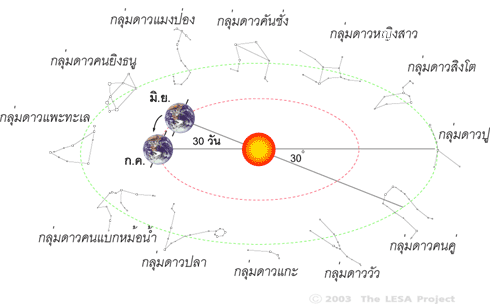 กลุ่มดาวแมงป่อง
กลุ่มดาวคันชั่ง
กลุ่มดาวหญิงสาว
กลุ่มดาวคนยิงธนู
กลุ่มดาวสิงโต
มิ.ย.
กลุ่มดาวแพะทะเล
กลุ่มดาวปู
30 วัน
30°
ก.ค.
กลุ่มดาวคนแบกหม้อน้ำ
กลุ่มดาวคนคู่
กลุ่มดาวปลา
กลุ่มดาวแกะ
กลุ่มดาววัว
© 2003 The LESA Project